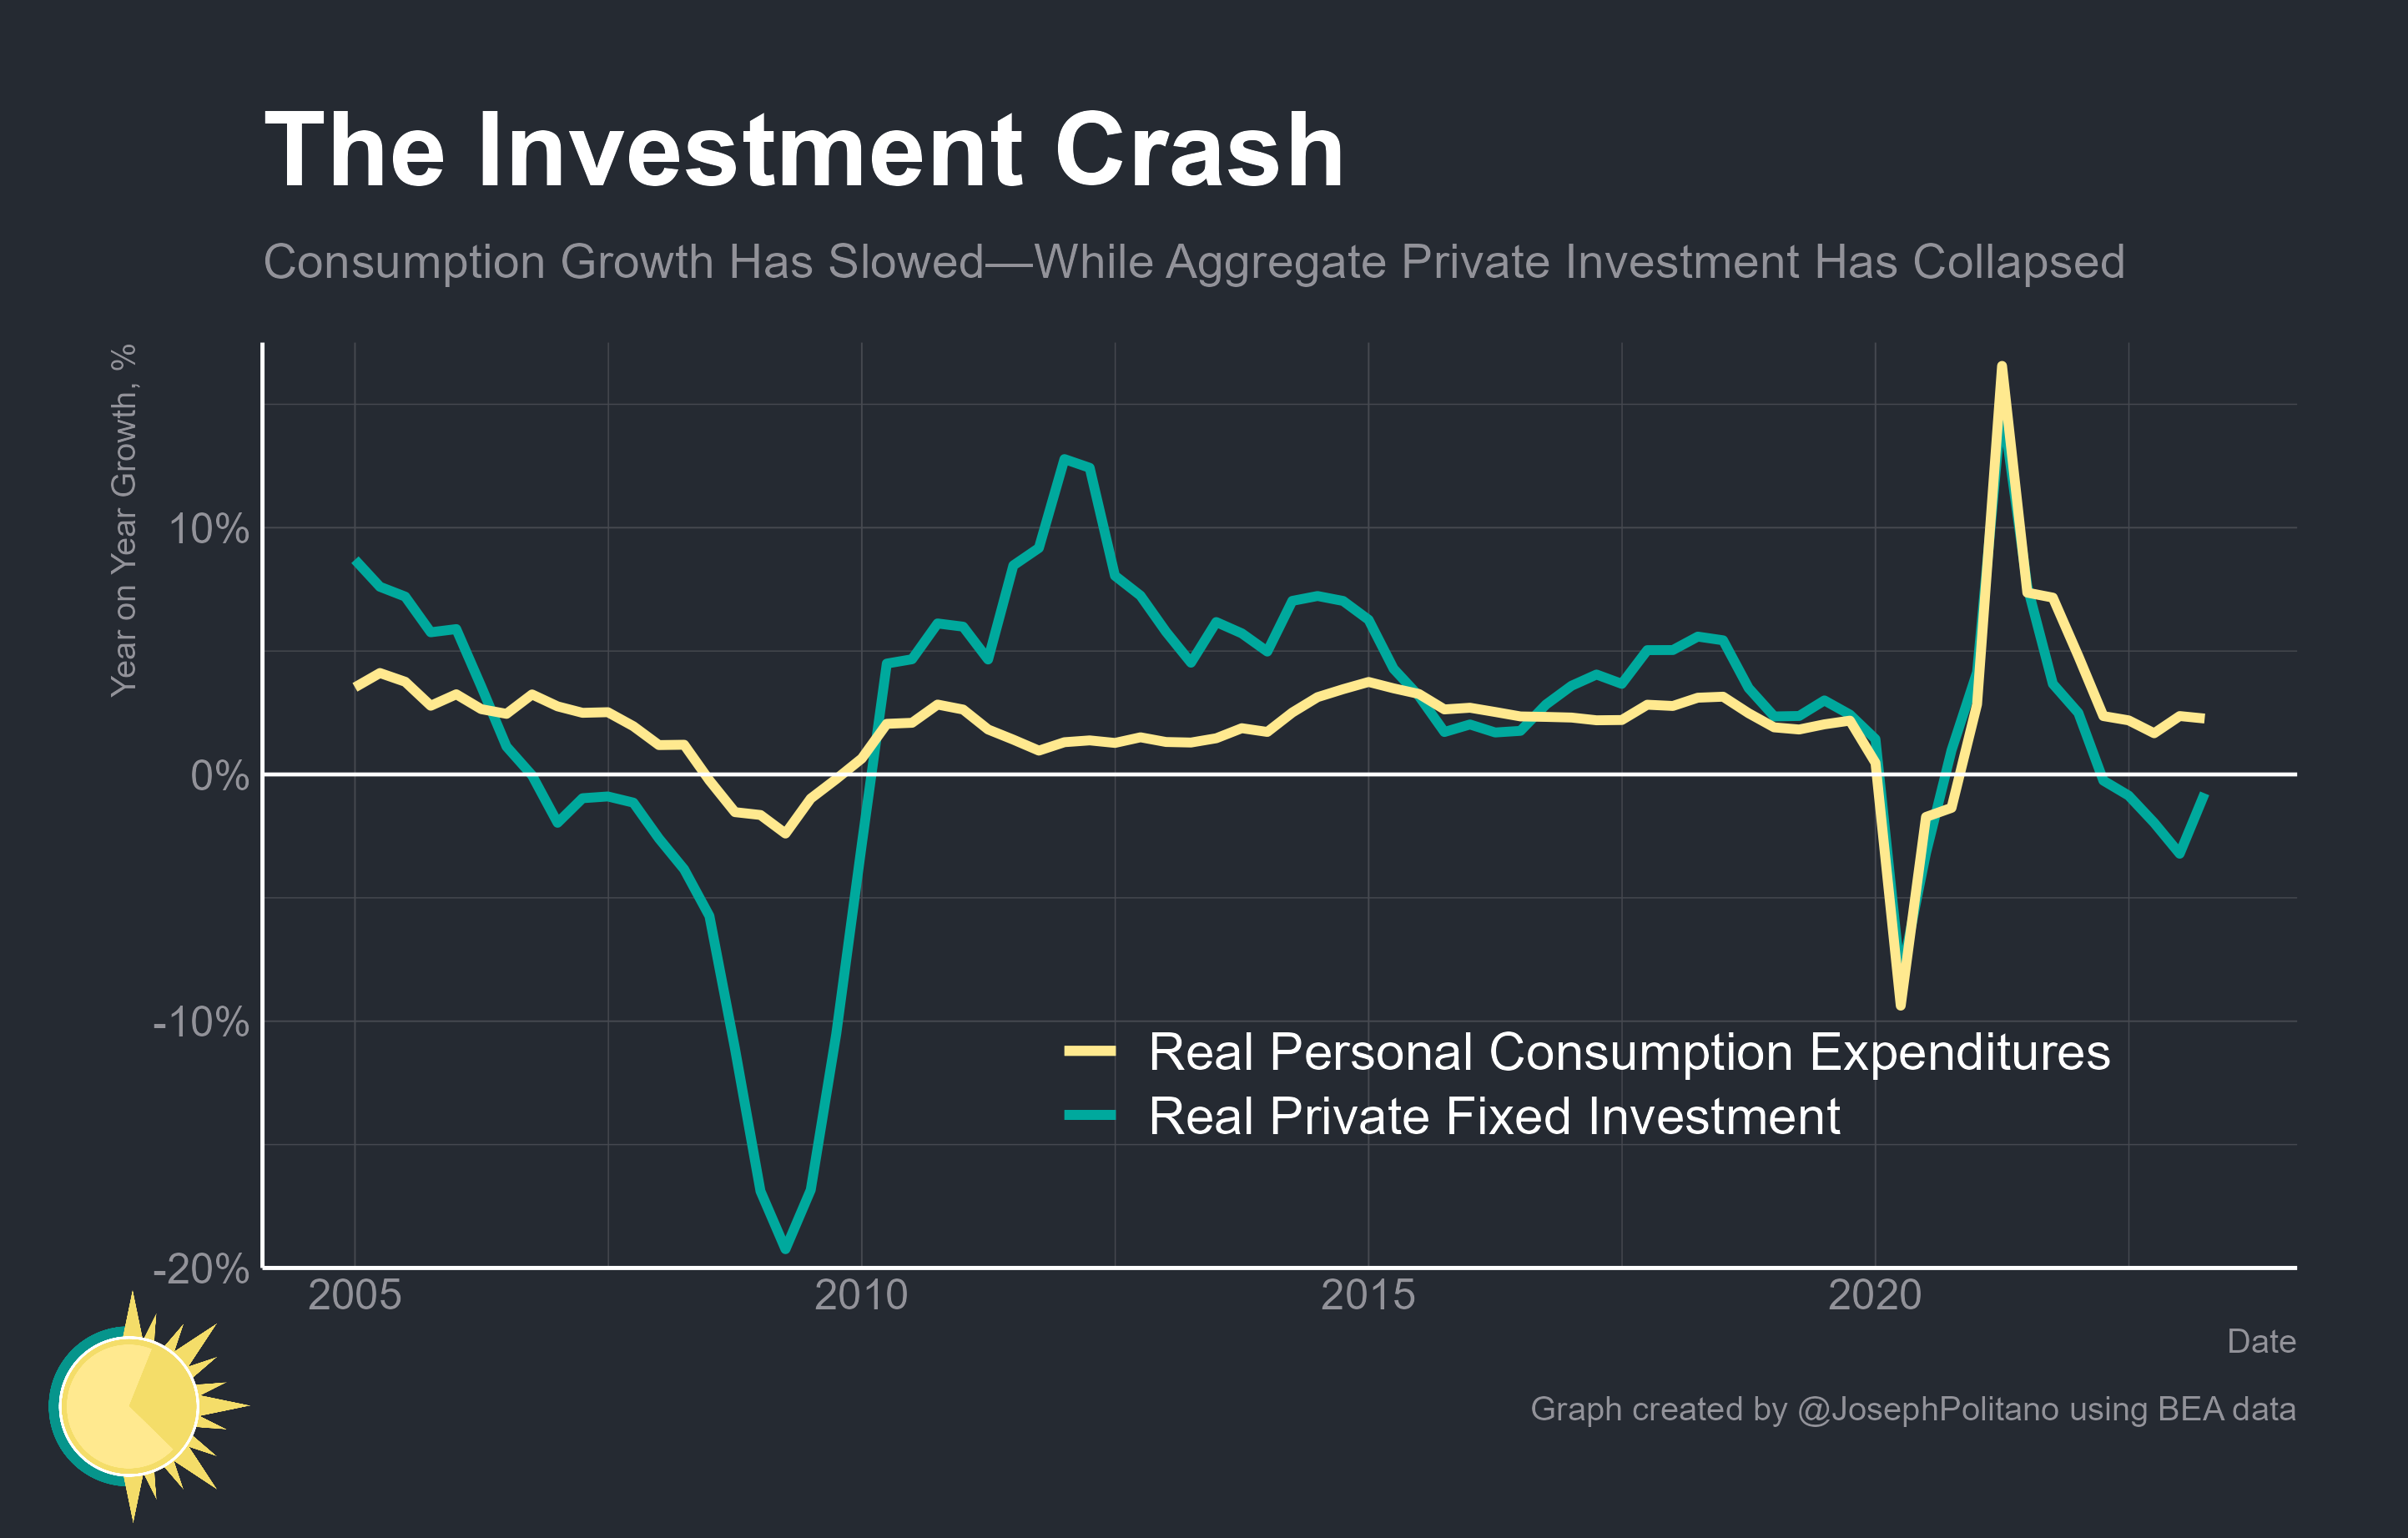 The Investment Crash
Consumption Growth Has Slowed—While Aggregate Private Investment Has Collapsed
Year on Year Growth, %
10%
0%
-10%
-20%
Real Personal Consumption Expenditures
Real Private Fixed Investment
2005 2010 2015 2020
Date
Graph created by @JosephPolitano using BEA data